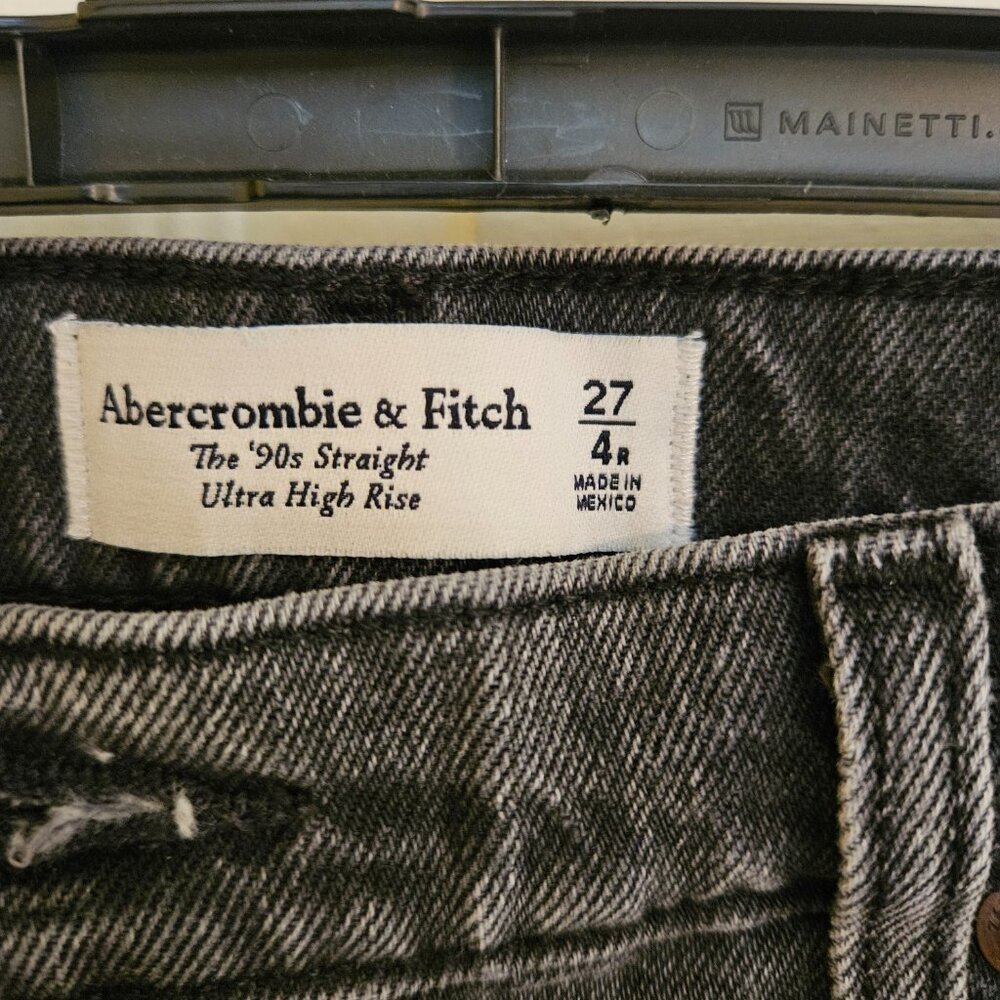 MAINETTI.
Abercrombie & Fitch
The '90s Straight
Ultra High Rise
27
4R
MADE IN
MEXICO